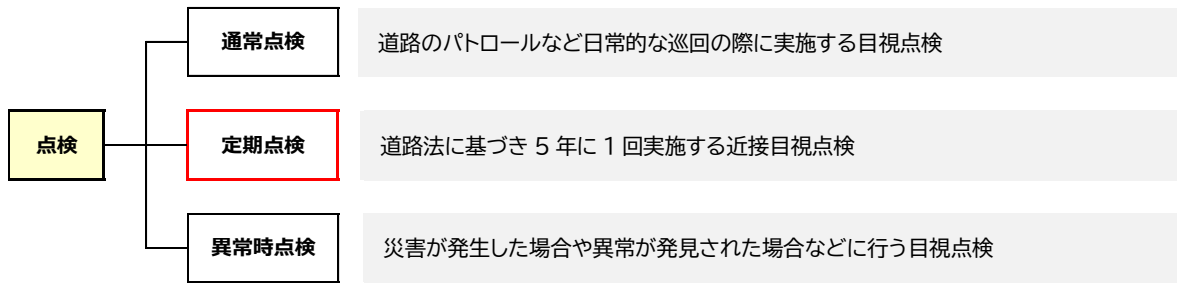 通常点検
道路のパトロールなど日常的な巡回の際に実施する目視点検
点検
定期点検
道路法に基づき 5 年に 1 回実施する近接目視点検
異常時点検
災害が発生した場合や異常が発見された場合などに行う目視点検